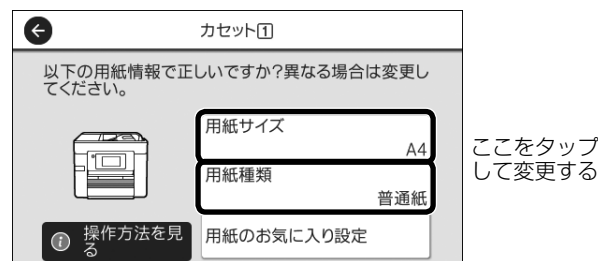 カセット1
以下の用紙情報で正しいですか?異なる場合は変更し
てください。
用紙サイズ
A4
用紙種類
普通紙
ここをタップ
して変更する
操作方法を見
る
用紙のお気に入り設定